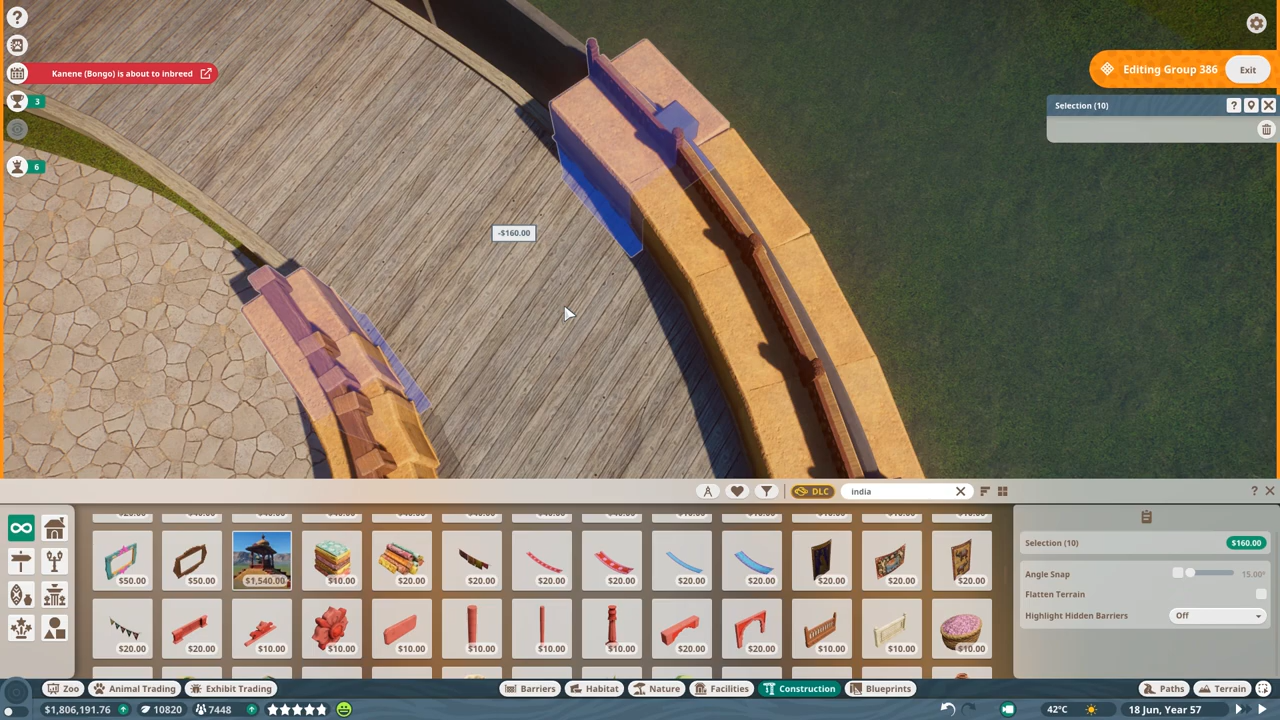 ?
Kanene (Bongo) is about to inbreed
3
6
Editing Group 386 Exit
Selection (10) ?
-$160.00
DLC india ?
$50.00 $50.00 $1,540.00 $10.00 $20.00 $20.00 $20.00 $20.00 $20.00 $20.00 $20.00 $20.00 $20.00
$20.00 $20.00 $10.00 $10.00 $10.00 $10.00 $10.00 $10.00 $20.00 $20.00 $10.00 $10.00 $10.00
Selection (10) $160.00
Angle Snap 15.00°
Flatten Terrain
Highlight Hidden Barriers Off
Zoo Animal Trading Exhibit Trading Barriers Habitat Nature Facilities Construction Blueprints Paths Terrain
$1,806,191.76 10820 7448 42°C 18 Jun, Year 57